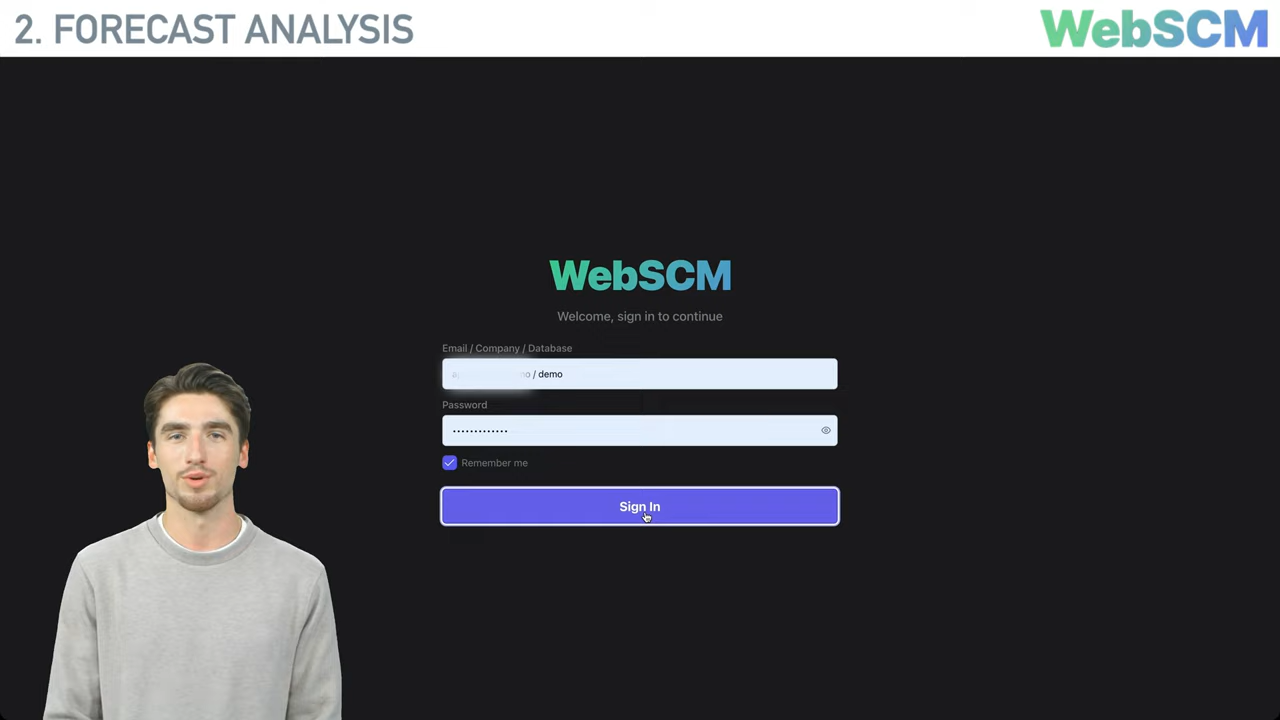 2. FORECAST ANALYSIS
WebSCM
WebSCM
Welcome, sign in to continue
Email / Company / Database
/ demo
Password
Remember me
Sign In